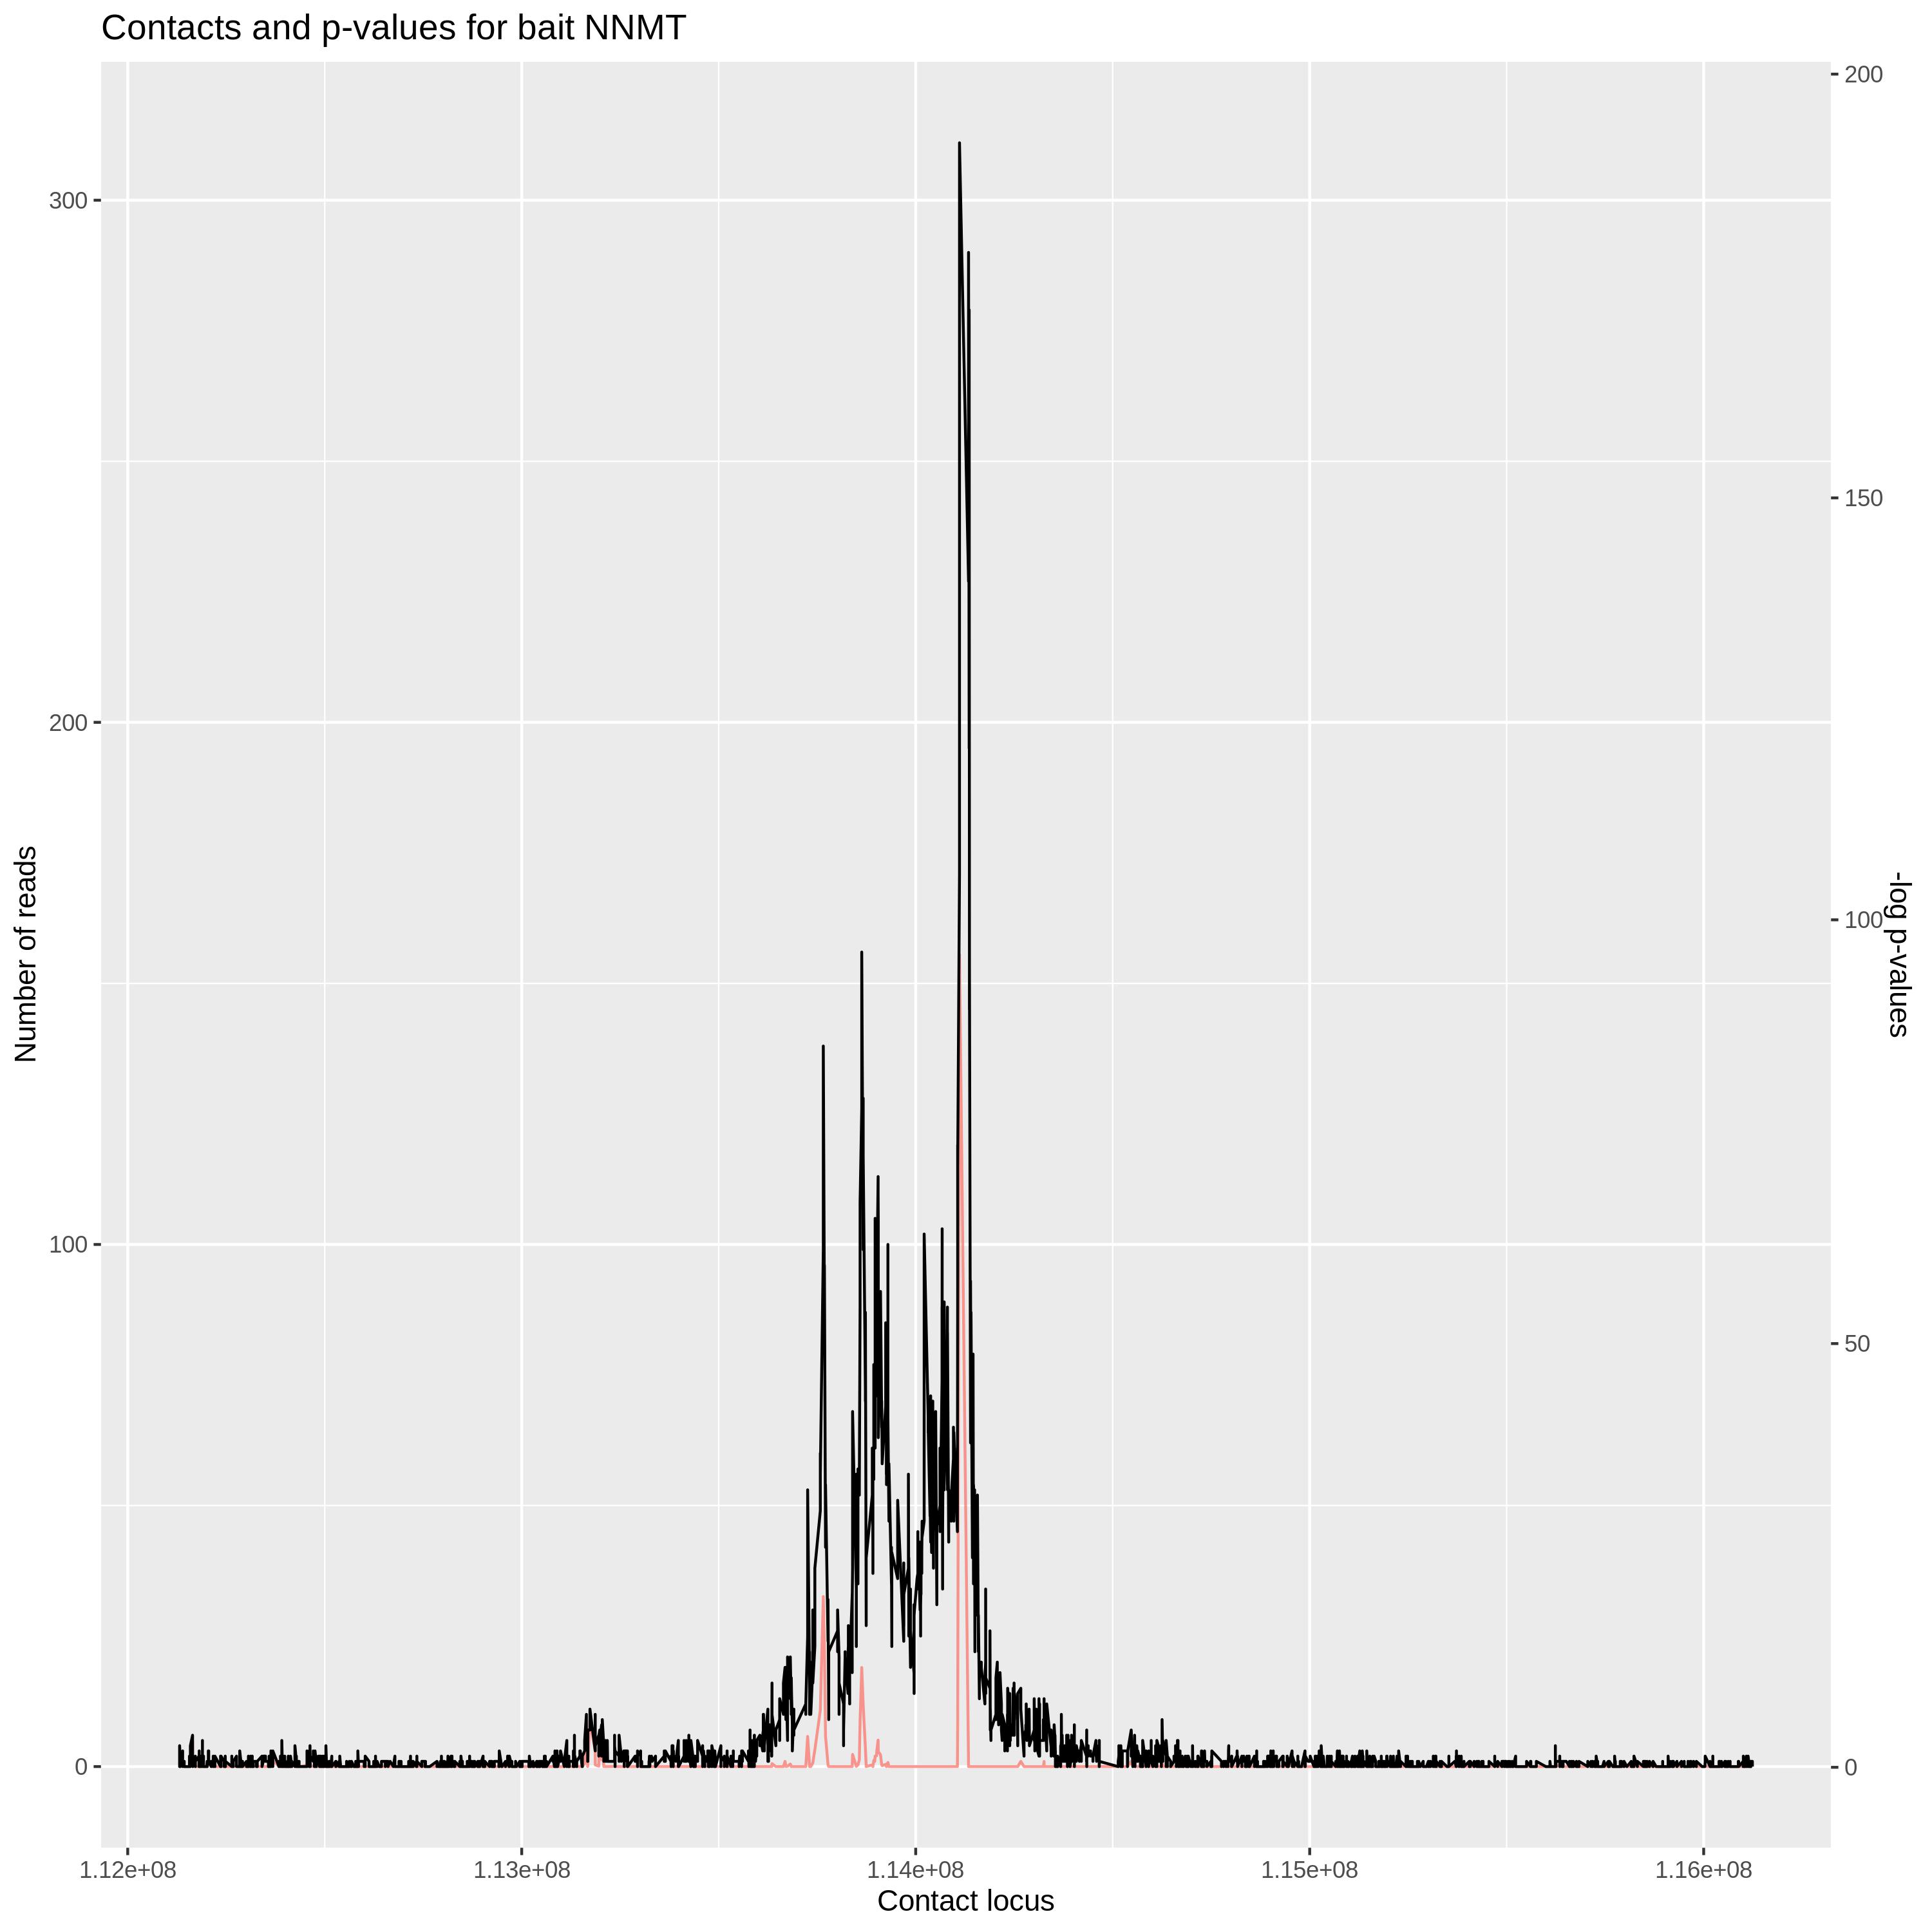 Contacts and p-values for bait NNMT
300
200
100
0
Number of reads
200
150
100
50
0
-log p-values
1.12e+08
1.13e+08
1.14e+08
1.15e+08
1.16e+08
Contact locus